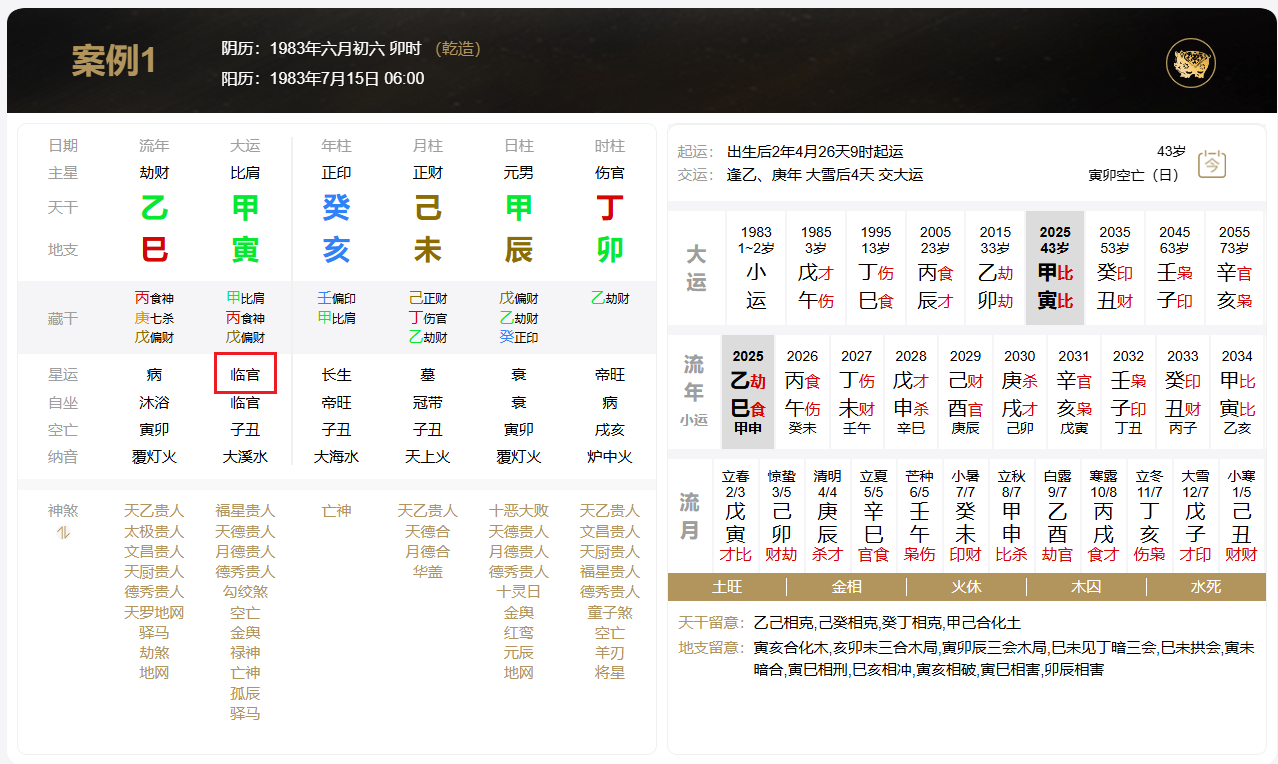 案例1
阴历：1983年六月初六 卯时 （乾造）
阳历：1983年7月15日 06:00
日期 流年 大运 年柱 月柱 日柱 时柱
主星 劫财 比肩 正印 正财 元男 伤官
天干 乙 甲 癸 己 甲 丁
地支 巳 寅 亥 未 辰 卯
藏干 丙食神 甲比肩 壬偏印 己正财 戊偏财 乙劫财
庚七杀 丙食神 甲比肩 丁伤官 乙劫财
戊偏财 戊偏财 乙劫财 癸正印
星运 病 临官 长生 墓 衰 帝旺
自坐 沐浴 临官 帝旺 冠带 衰 病
空亡 寅卯 子丑 子丑 子丑 寅卯 戌亥
纳音 覆灯火 大溪水 大海水 天上火 覆灯火 炉中火
神煞 天乙贵人 福星贵人 亡神 天乙贵人 十恶大败 天乙贵人
太极贵人 天德贵人 天德合 天德贵人 文昌贵人
文昌贵人 月德贵人 月德合 月德贵人 天厨贵人
天厨贵人 德秀贵人 华盖 德秀贵人 福星贵人
德秀贵人 勾绞煞 十灵日 德秀贵人
天罗地网 空亡 金舆 童子煞
驿马 金舆 红鸾 空亡
劫煞 禄神 元辰 羊刃
地网 亡神 地网 将星
孤辰
驿马
起运： 出生后2年4月26天9时起运 43岁
交运： 逢乙、庚年 大雪后4天 交大运 寅卯空亡（日）
今
大运
1983 1985 1995 2005 2015 2025 2035 2045 2055
1~2岁 3岁 13岁 23岁 33岁 43岁 53岁 63岁 73岁
小 戊才 丁伤 丙食 乙劫 甲比 癸印 壬枭 辛官
运 午伤 巳食 辰才 卯劫 寅比 丑财 子印 亥枭
流年
小运
2025 2026 2027 2028 2029 2030 2031 2032 2033 2034
乙劫 丙食 丁伤 戊才 己财 庚杀 辛官 壬枭 癸印 甲比
巳食 午伤 未财 申杀 酉官 戌才 亥枭 子印 丑财 寅比
甲申 癸未 壬午 辛巳 庚辰 己卯 戊寅 丁丑 丙子 乙亥
流月
立春 惊蛰 清明 立夏 芒种 小暑 立秋 白露 寒露 立冬 大雪 小寒
2/3 3/5 4/4 5/5 6/5 7/7 8/7 9/7 10/8 11/7 12/7 1/5
戊 己 庚 辛 壬 癸 甲 乙 丙 丁 戊 己
寅 卯 辰 巳 午 未 申 酉 戌 亥 子 丑
才比 财劫 杀才 官食 枭伤 印财 比杀 劫官 食才 伤枭 才印 财财
土旺 金相 火休 木囚 水死
天干留意： 乙己相克,己癸相克,癸丁相克,甲己合化土
地支留意： 寅亥合化木,亥卯未三合木局,寅卯辰三会木局,巳未见丁暗三会,巳未拱会,寅未
暗合,寅巳相刑,巳亥相冲,寅亥相破,寅巳相害,卯辰相害